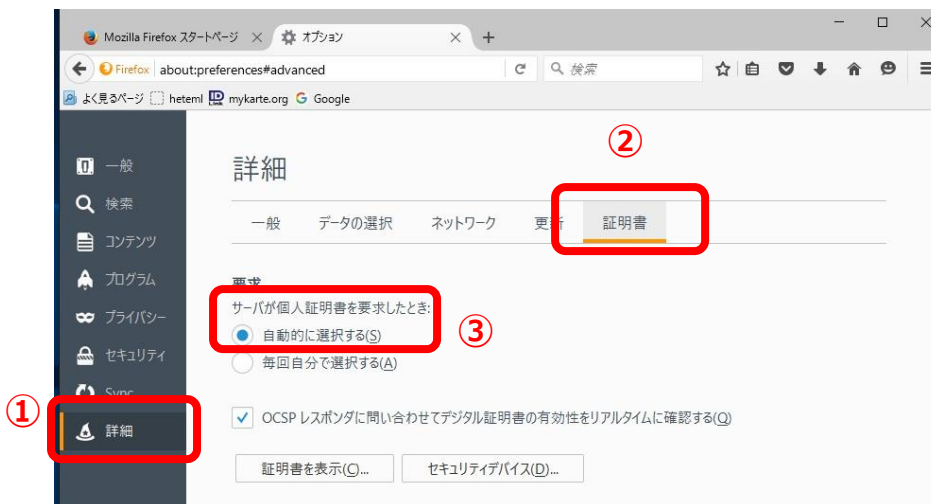 Mozilla Firefox スタートページ
オプション
Firefox about:preferences#advanced
検索
よく見るページ heteml mykarte.org Google
②
一般
詳細
検索
一般 データの選択 ネットワーク 更新 証明書
コンテンツ
プログラム
要求
サーバが個人証明書を要求したとき:
プライバシー
自動的に選択する(S)
③
セキュリティ
毎回自分で選択する(A)
Sync
①
詳細
OCSP レスポンダに問い合わせてデジタル証明書の有効性をリアルタイムに確認する(Q)
証明書を表示(C)... セキュリティデバイス(D)...